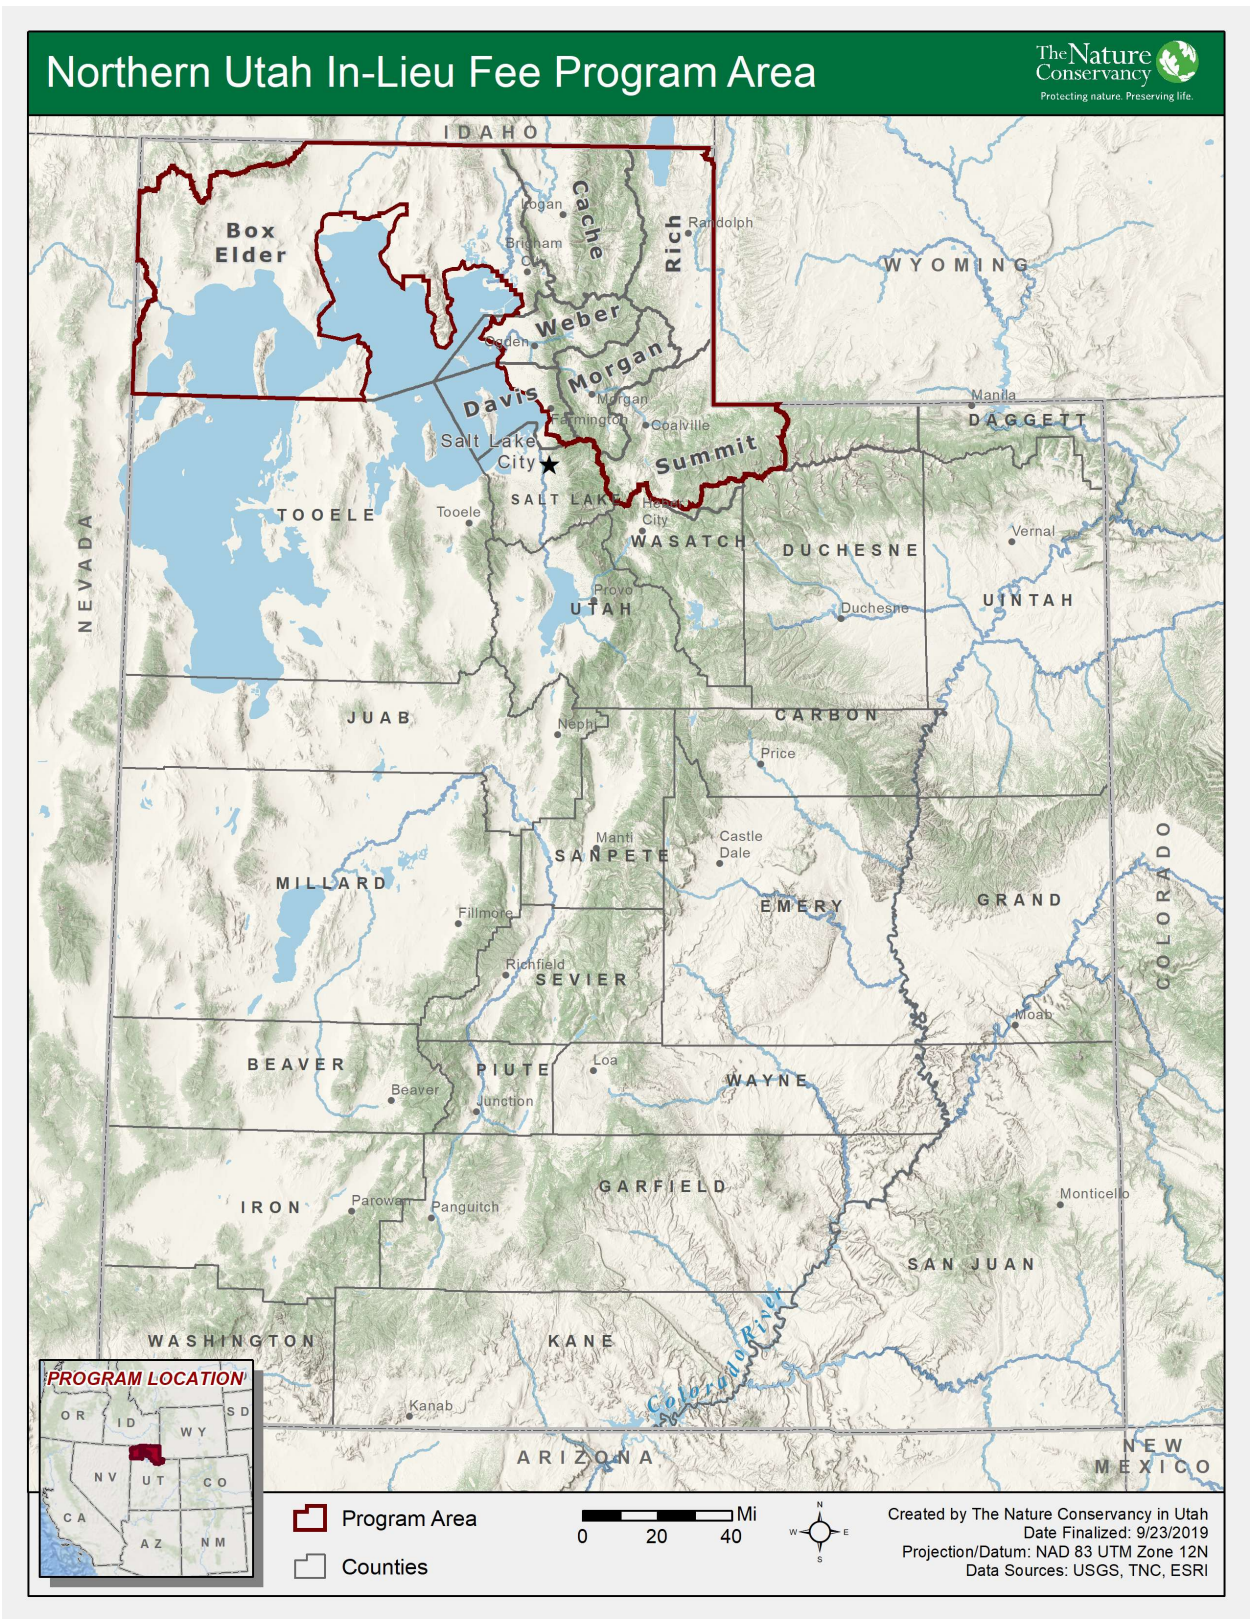 Northern Utah In-Lieu Fee Program Area
The Nature
Conservancy
Protecting nature. Preserving life.
IDAHO
Logan
Cache
Rich
Randolph
Box
Elder
Brigham
City
WYOMING
Weber
Ogden
Morgan
Morgan
Davis
Farmington
Coalville
Manila
DAGGETT
Salt Lake
City
Summit
SALT LAKE
Heber
City
TOOELE
Tooele
WASATCH
DUCHESNE
Vernal
NEVADA
Provo
UTAH
Duchesne
UINTAH
JUAB
Nephi
CARBON
Price
Manti
SANPETE
Castle
Dale
COLORADO
MILLARD
Fillmore
EMERY
GRAND
Richfield
SEVIER
Moab
BEAVER
Beaver
PIUTE
Junction
Loa
WAYNE
GARFIELD
IRON
Parowan
Panguitch
Monticello
SAN JUAN
WASHINGTON
KANE
Colorado River
Kanab
ARIZONA
NEW
MEXICO
PROGRAM LOCATION
OR
ID
SD
WY
NV
UT
CO
CA
AZ
NM
Program Area
Counties
Mi
0 20 40
N
W E
S
Created by The Nature Conservancy in Utah
Date Finalized: 9/23/2019
Projection/Datum: NAD 83 UTM Zone 12N
Data Sources: USGS, TNC, ESRI